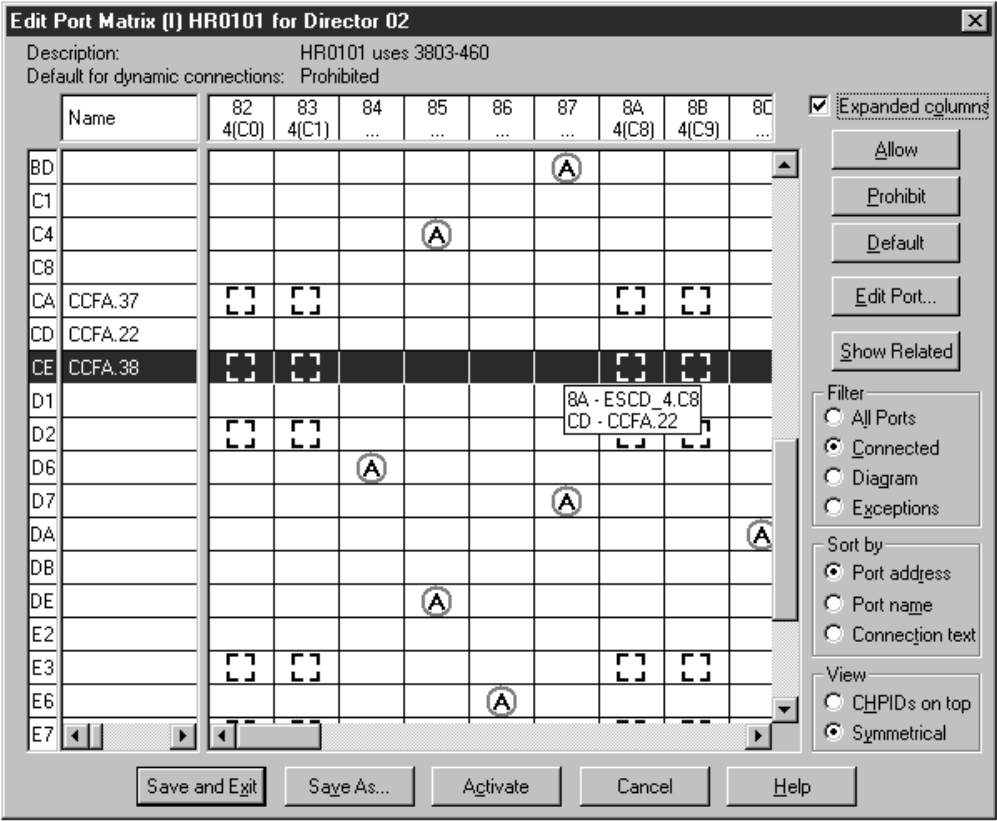 Edit Port Matrix (I) HR0101 for Director 02
Description: HR0101 uses 3803-460
Default for dynamic connections: Prohibited
Name 82 83 84 85 86 87 8A 8B 8C
4(C0) 4(C1) ... ... ... ... 4(C8) 4(C9) ...
Expanded columns
BD A
C1
C4 A
C8
CA CCFA.37
CD CCFA.22
CE CCFA.38
D1
8A - ESCD_4.C8
CD - CCFA.22
D2
D6 A
D7 A
DA A
DB
DE A
E2
E3
E6 A
E7
Allow
Prohibit
Default
Edit Port...
Show Related
Filter
All Ports
Connected
Diagram
Exceptions
Sort by
Port address
Port name
Connection text
View
CHPIDs on top
Symmetrical
Save and Exit Save As... Activate Cancel Help